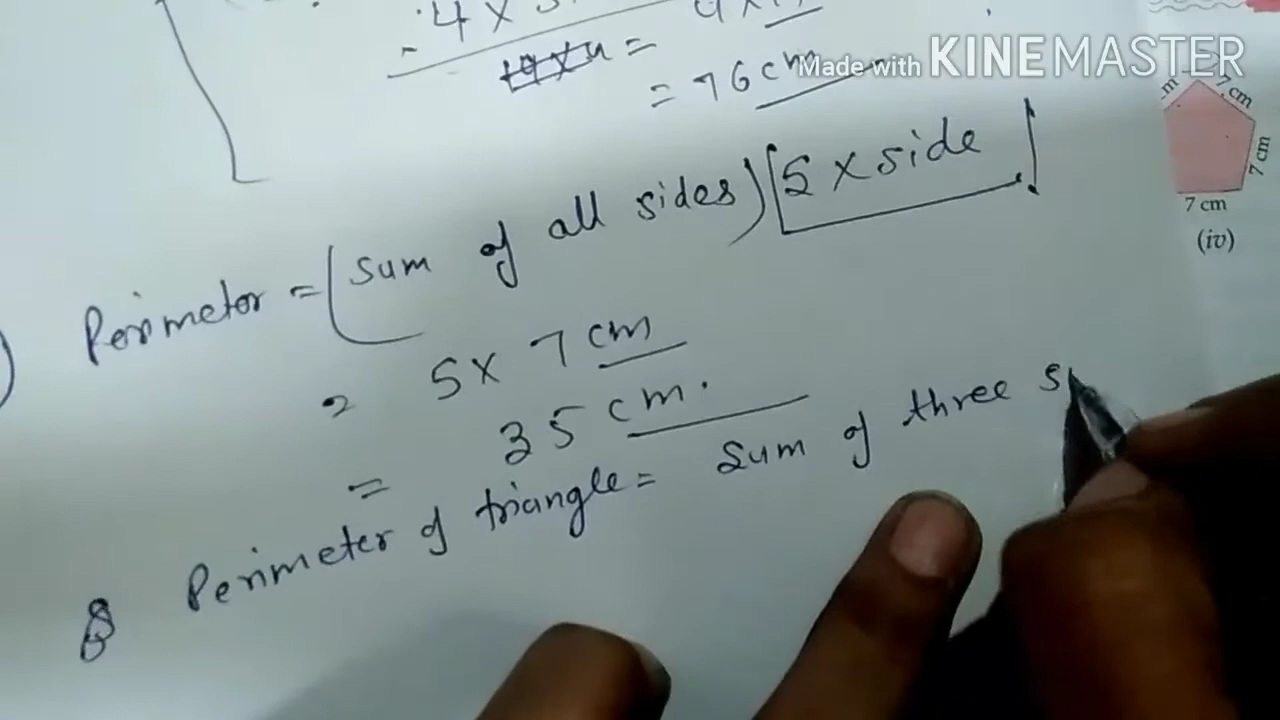 = 76 cm
Made with KINEMASTER
7 cm
7 cm
7 cm
(iv)
Perimeter = (sum of all sides) [5 x side]
= 5 x 7 cm
= 35 cm.
Perimeter of triangle = Sum of three s